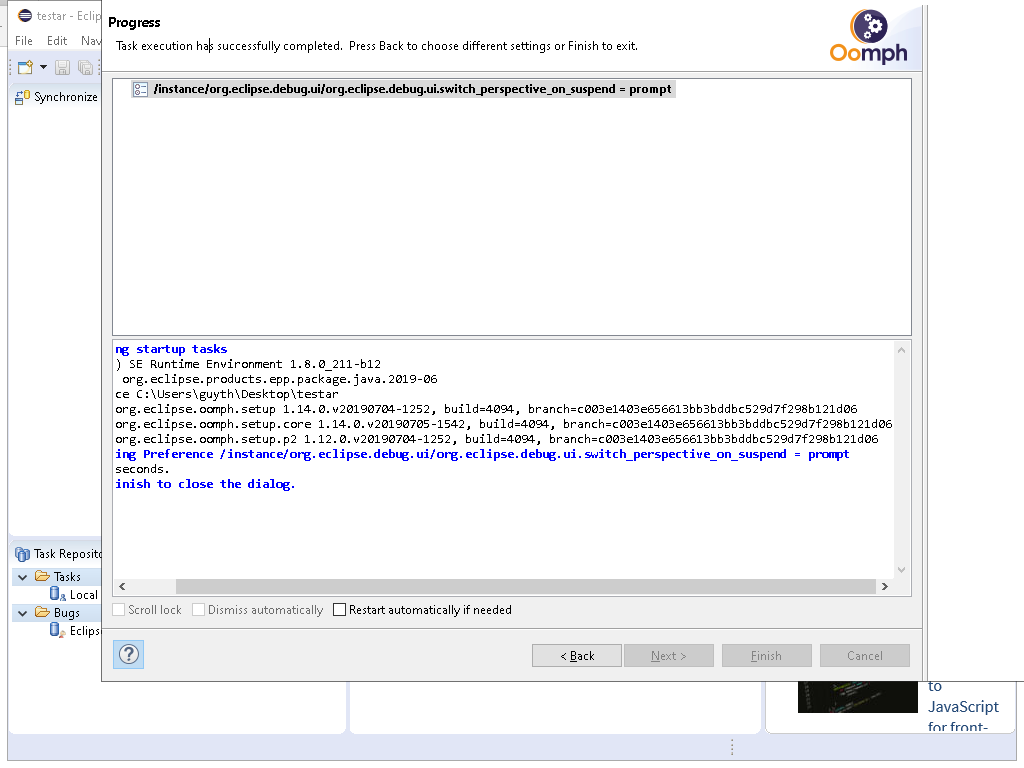 testar - Eclip
File Edit Nav
Synchronize
Progress
Task execution has successfully completed. Press Back to choose different settings or Finish to exit.
Oomph
/instance/org.eclipse.debug.ui/org.eclipse.debug.ui.switch_perspective_on_suspend = prompt
ng startup tasks
) SE Runtime Environment 1.8.0_211-b12
org.eclipse.products.epp.package.java.2019-06
ce C:\Users\guyth\Desktop\testar
org.eclipse.oomph.setup 1.14.0.v20190704-1252, build=4094, branch=c003e1403e656613bb3bddbc529d7f298b121d06
org.eclipse.oomph.setup.core 1.14.0.v20190705-1542, build=4094, branch=c003e1403e656613bb3bddbc529d7f298b121d06
org.eclipse.oomph.setup.p2 1.12.0.v20190704-1252, build=4094, branch=c003e1403e656613bb3bddbc529d7f298b121d06
ing Preference /instance/org.eclipse.debug.ui/org.eclipse.debug.ui.switch_perspective_on_suspend = prompt
seconds.
inish to close the dialog.
Task Reposito
Tasks
Local
Bugs
Eclips
Scroll lock Dismiss automatically Restart automatically if needed
? < Back Next > Finish Cancel
to
JavaScript
for front-